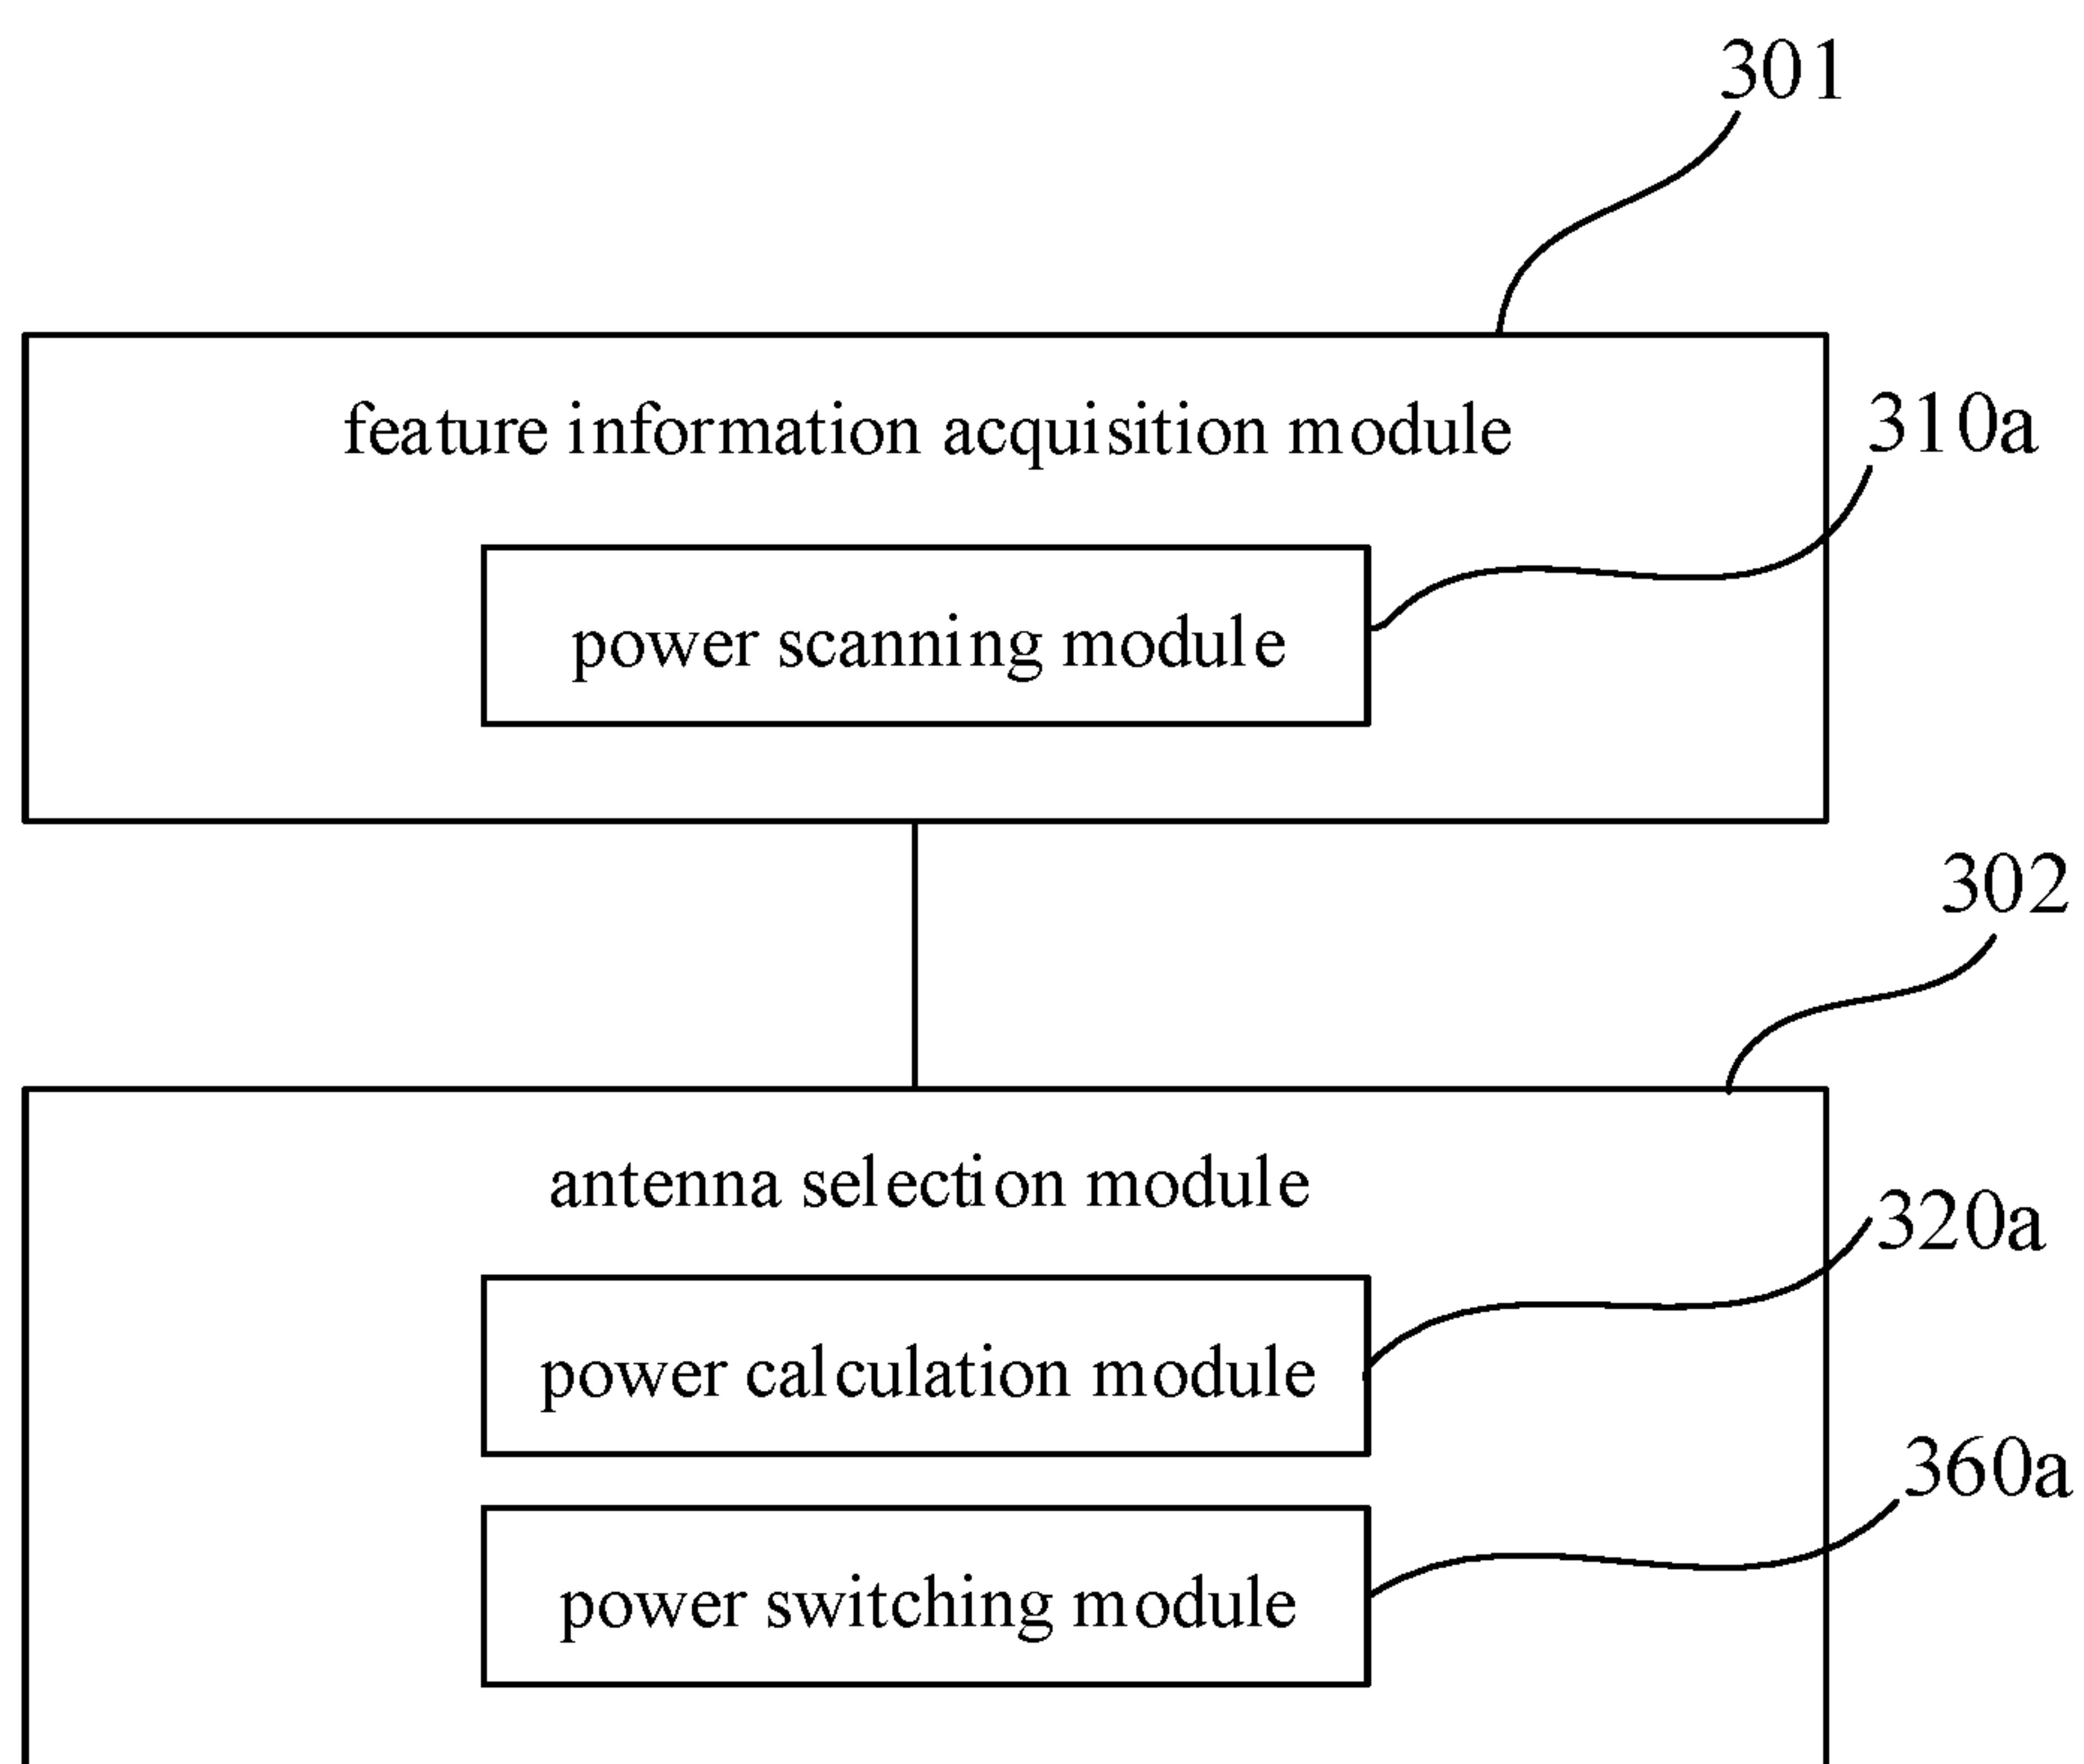 301
feature information acquisition module
310a
power scanning module
302
antenna selection module
320a
power calculation module
360a
power switching module